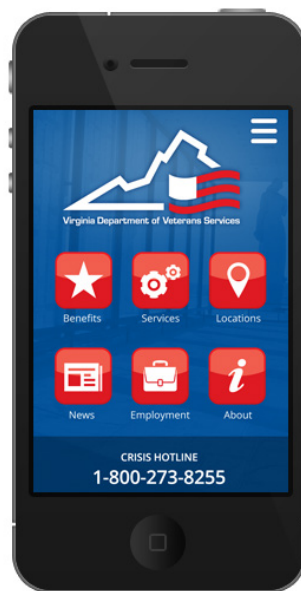 Virginia Department of Veterans Services
Benefits
Services
Locations
News
Employment
About
CRISIS HOTLINE
1-800-273-8255